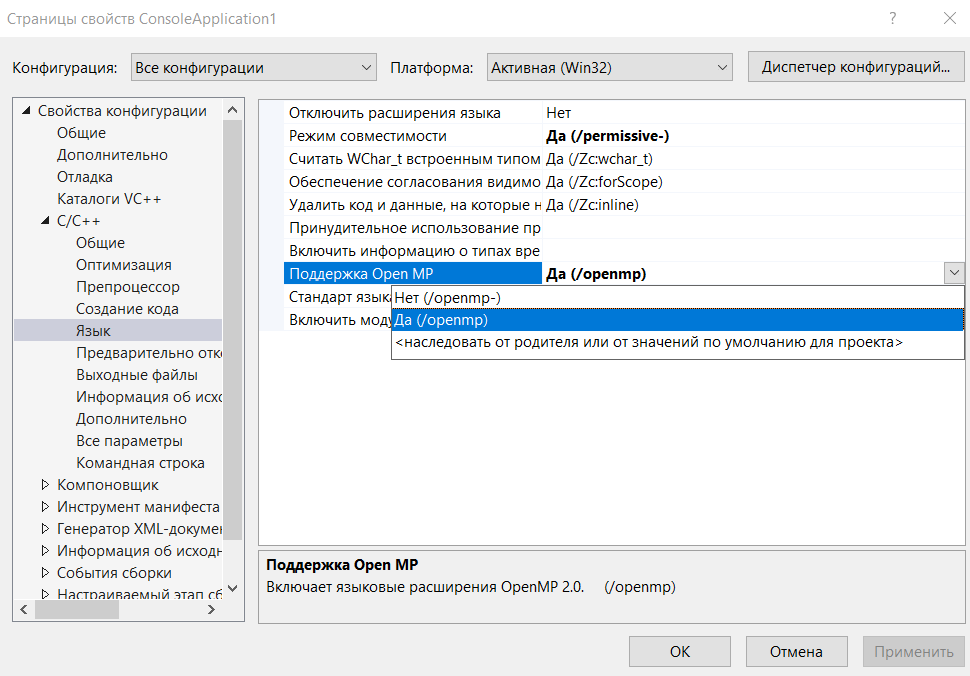 Страницы свойств ConsoleApplication1
?
Конфигурация: Все конфигурации Платформа: Активная (Win32) Диспетчер конфигураций...
Свойства конфигурации
Общие
Дополнительно
Отладка
Каталоги VC++
C/C++
Общие
Оптимизация
Препроцессор
Создание кода
Язык
Предварительно отк
Выходные файлы
Информация об исхо
Дополнительно
Все параметры
Командная строка
Компоновщик
Инструмент манифеста
Генератор XML-докумен
Информация об исходн
События сборки
Настраиваемый этап сб
Отключить расширения языка Нет
Режим совместимости Да (/permissive-)
Считать WChar_t встроенным типом Да (/Zc:wchar_t)
Обеспечение согласования видимо Да (/Zc:forScope)
Удалить код и данные, на которые н Да (/Zc:inline)
Принудительное использование пр
Включить информацию о типах вре
Поддержка Open MP Да (/openmp)
Стандарт языка Нет (/openmp-)
Включить моду Да (/openmp)
<наследовать от родителя или от значений по умолчанию для проекта>
Поддержка Open MP
Включает языковые расширения OpenMP 2.0. (/openmp)
ОК Отмена Применить